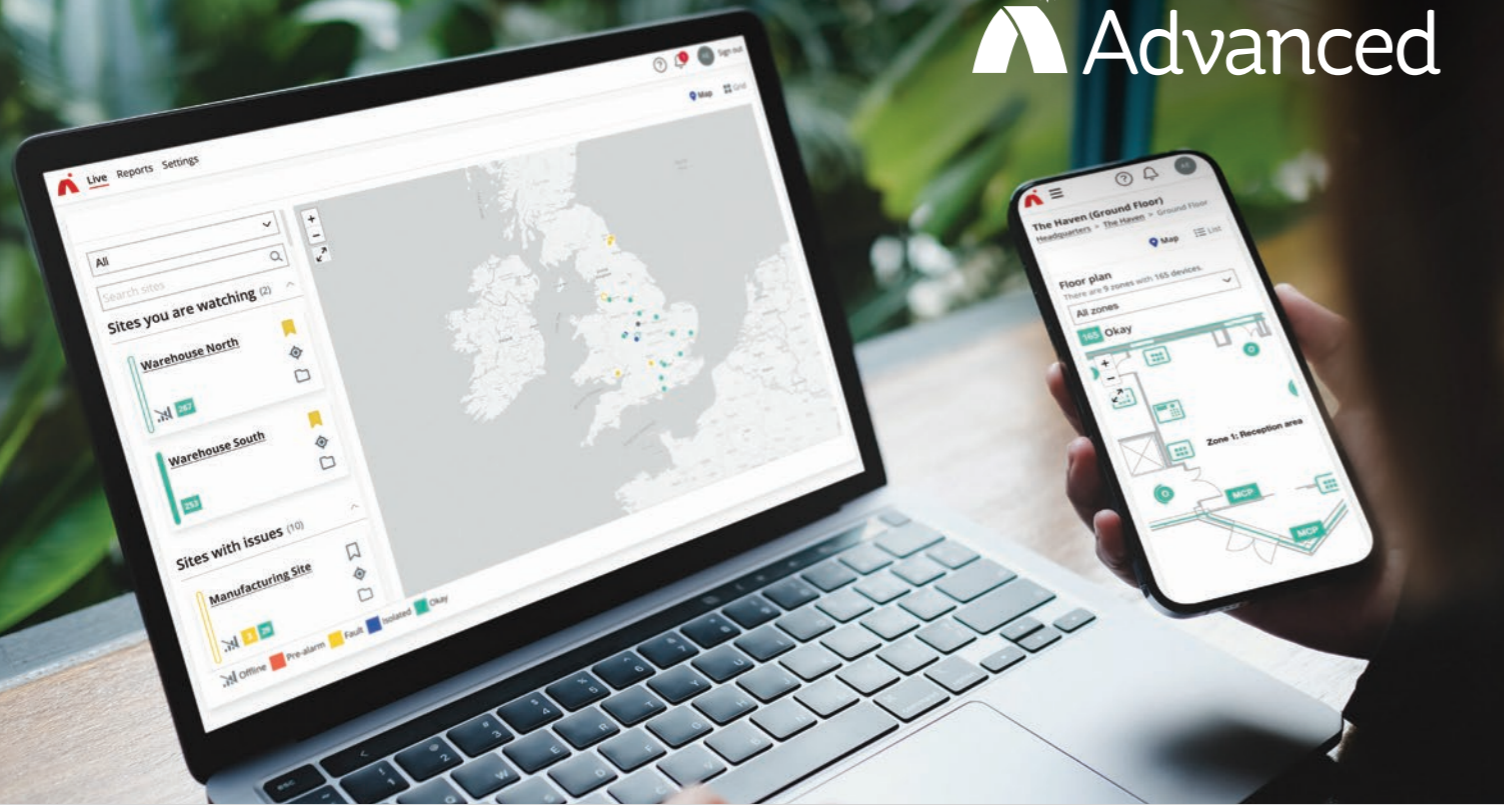 Advanced
Sign out
Live Reports Settings
Map Grid
All
Search sites
Sites you are watching (2)
Warehouse North
267
Warehouse South
253
Sites with issues (10)
Manufacturing Site
Offline Pre-alarm Fault Isolated Okay
The Haven (Ground Floor)
Headquarters > The Haven > Ground Floor
Map List
Floor plan
There are 9 zones with 165 devices.
All zones
165 Okay
Zone 1: Reception area
MCP
MCP
esc